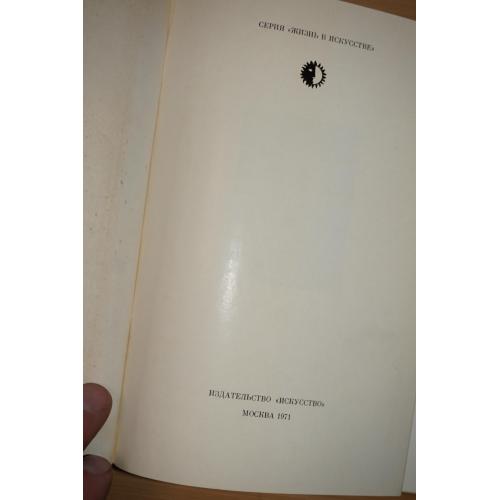 СЕРИЯ «ЖИЗНЬ В ИСКУССТВЕ»
ИЗДАТЕЛЬСТВО «ИСКУССТВО»
МОСКВА 1971